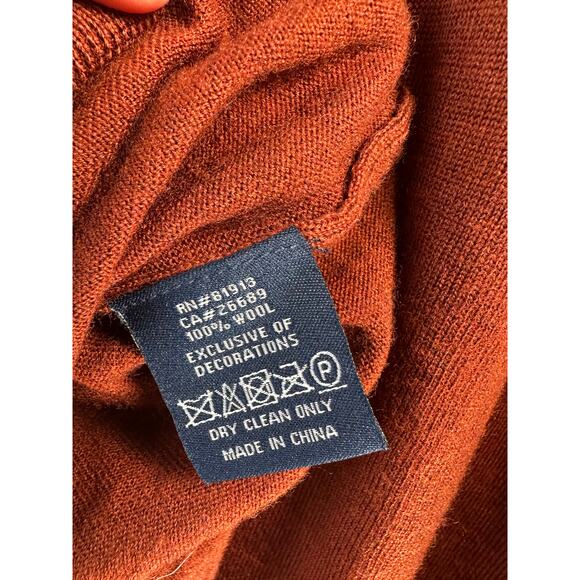 RN#81913
CA#26689
100% WOOL
EXCLUSIVE OF
DECORATIONS
P
DRY CLEAN ONLY
MADE IN CHINA